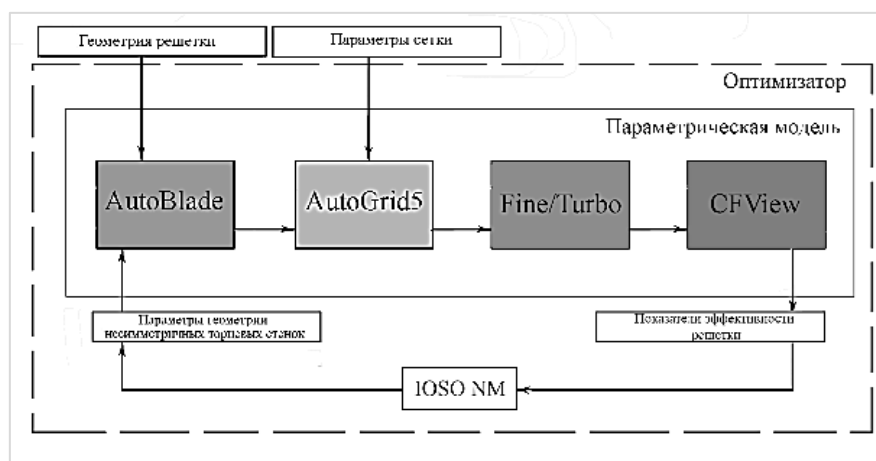 Геометрия решетки
Параметры сетки
Оптимизатор
Параметрическая модель
AutoBlade
AutoGrid5
Fine/Turbo
CFView
Параметры геометрии
несимметричных торцевых стенок
Показатели эффективности
решетки
IOSO NM